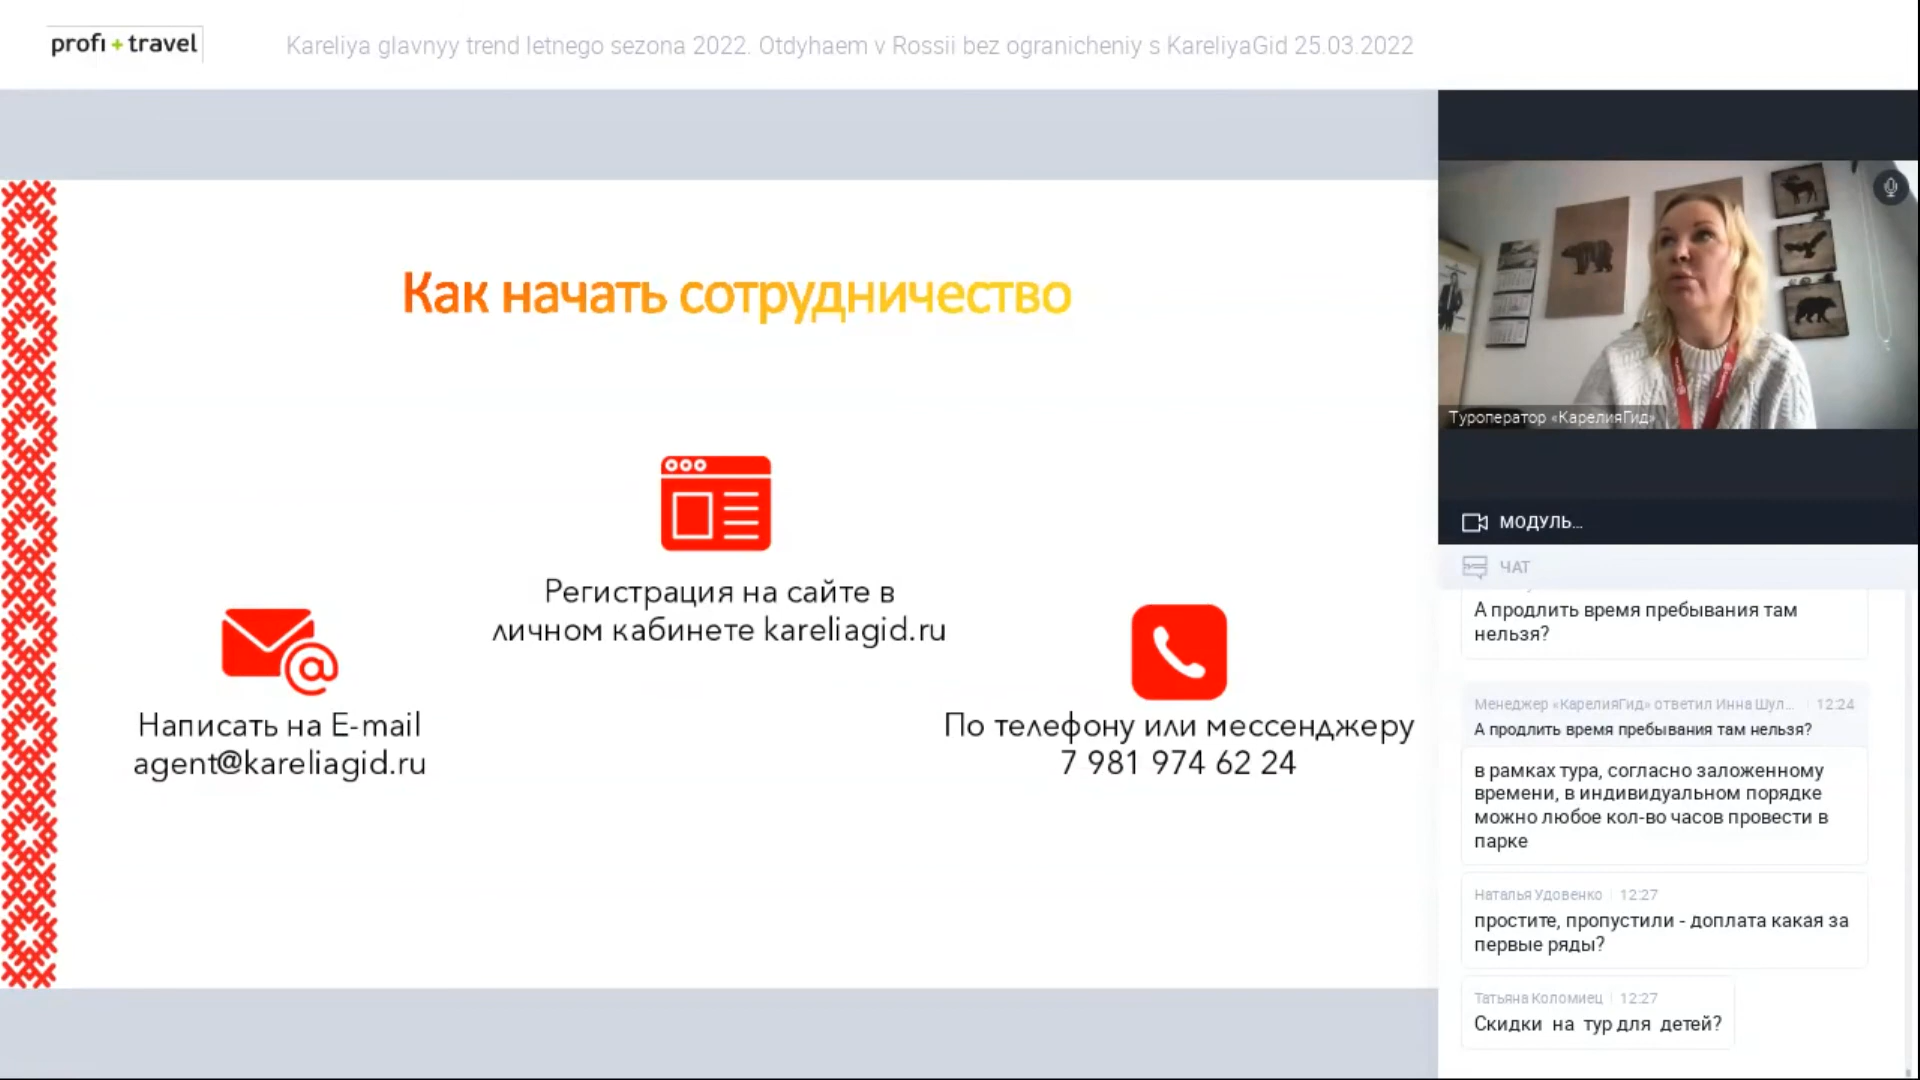 profi + travel
Kareliya glavnyy trend letnego sezona 2022. Otdyhaem v Rossii bez ogranicheniy s KareliyaGid 25.03.2022
Как начать сотрудничество
Регистрация на сайте в
личном кабинете kareliagid.ru
Написать на E-mail
agent@kareliagid.ru
По телефону или мессенджеру
7 981 974 62 24
Туроператор «КарелияГид»
МОДУЛЬ...
ЧАТ
А продлить время пребывания там
нельзя?
Менеджер «КарелияГид» ответил Инна Шул... 12:24
А продлить время пребывания там нельзя?
в рамках тура, согласно заложенному
времени, в индивидуальном порядке
можно любое кол-во часов провести в
парке
Наталья Удовенко 12:27
простите, пропустили - доплата какая за
первые ряды?
Татьяна Коломиец 12:27
Скидки на тур для детей?